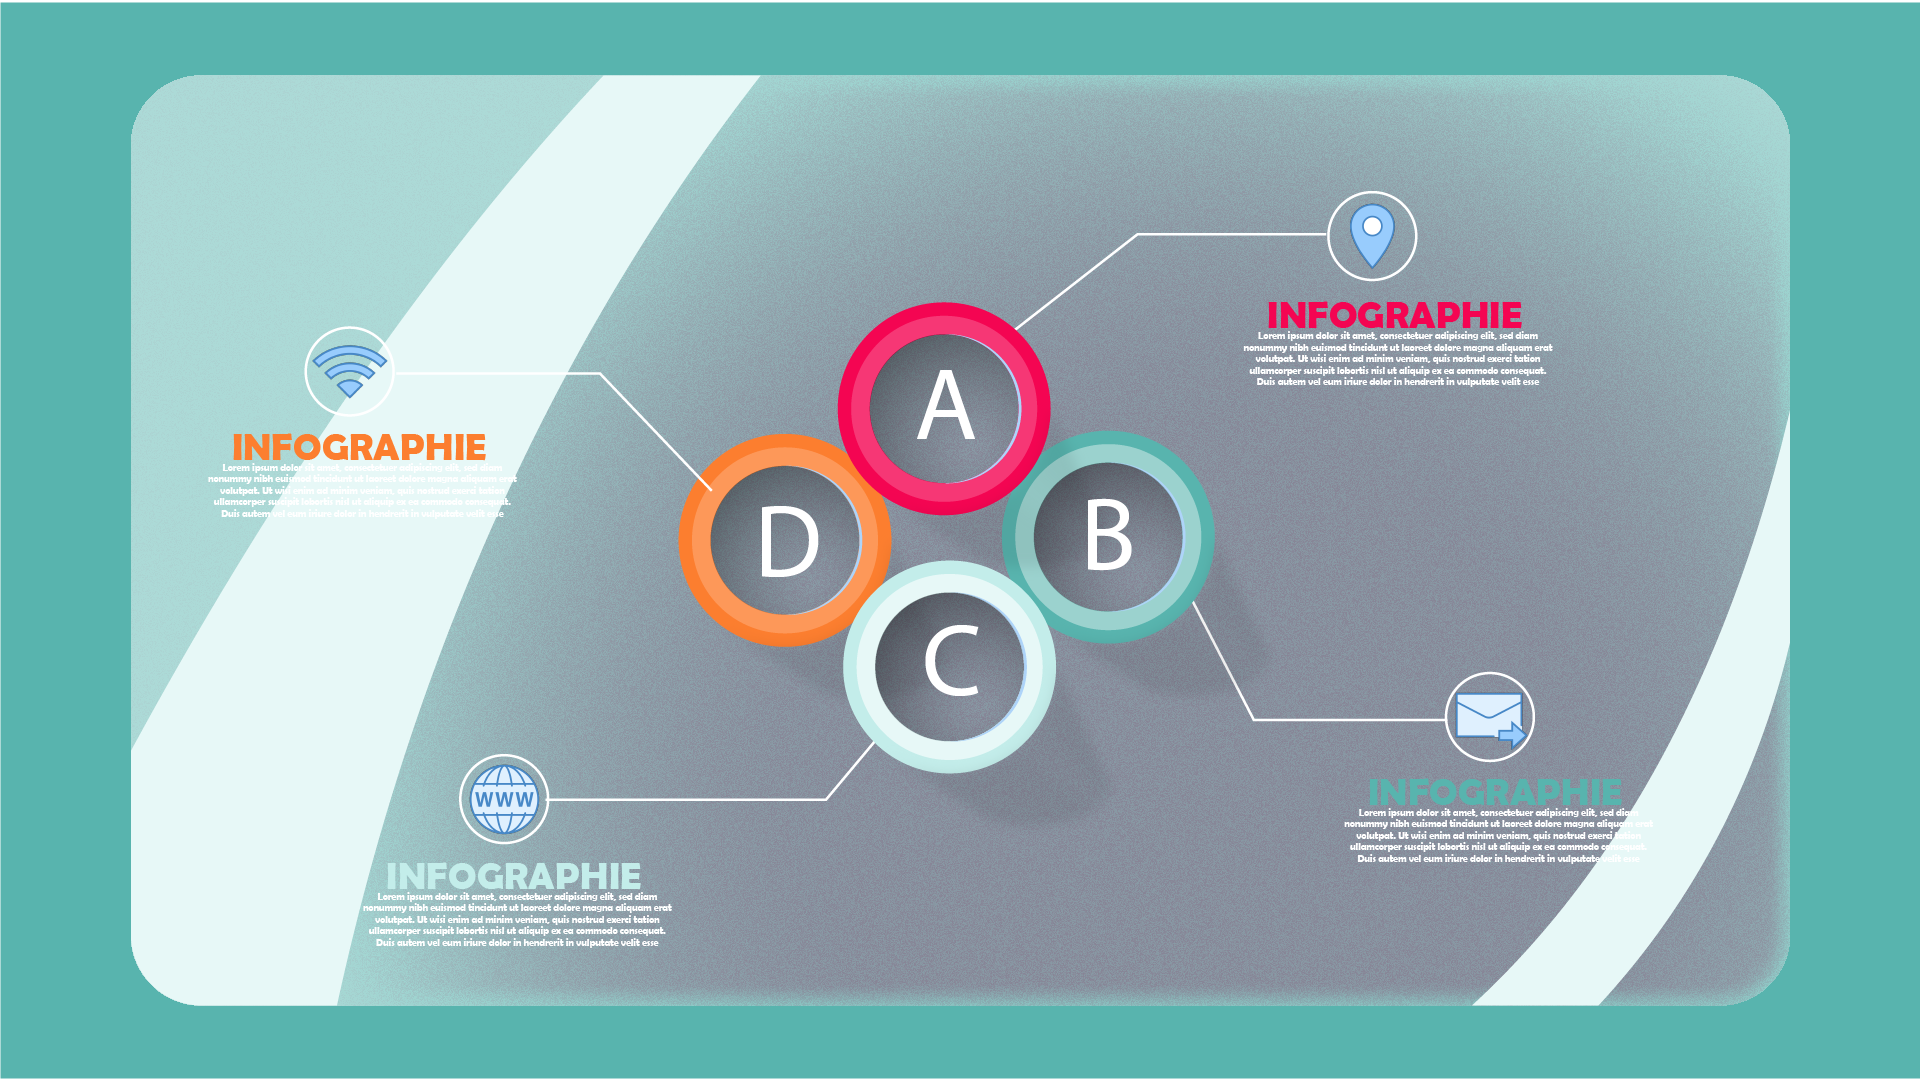 INFOGRAPHIE
Lorem ipsum dolor sit amet, consectetuer adipiscing elit, sed diam
nonummy nibh euismod tincidunt ut laoreet dolore magna aliquam erat
volutpat. Ut wisi enim ad minim veniam, quis nostrud exerci tation
ullamcorper suscipit lobortis nisl ut aliquip ex ea commodo consequat.
Duis autem vel eum iriure dolor in hendrerit in vulputate velit esse
A
INFOGRAPHIE
Lorem ipsum dolor sit amet, consectetuer adipiscing elit, sed diam
nonummy nibh euismod tincidunt ut laoreet dolore magna aliquam erat
volutpat. Ut wisi enim ad minim veniam, quis nostrud exerci tation
ullamcorper suscipit lobortis nisl ut aliquip ex ea commodo consequat.
Duis autem vel eum iriure dolor in hendrerit in vulputate velit esse
D
B
C
WWW
INFOGRAPHIE
Lorem ipsum dolor sit amet, consectetuer adipiscing elit, sed diam
nonummy nibh euismod tincidunt ut laoreet dolore magna aliquam erat
volutpat. Ut wisi enim ad minim veniam, quis nostrud exerci tation
ullamcorper suscipit lobortis nisl ut aliquip ex ea commodo consequat.
Duis autem vel eum iriure dolor in hendrerit in vulputate velit esse
INFOGRAPHIE
Lorem ipsum dolor sit amet, consectetuer adipiscing elit, sed diam
nonummy nibh euismod tincidunt ut laoreet dolore magna aliquam erat
volutpat. Ut wisi enim ad minim veniam, quis nostrud exerci tation
ullamcorper suscipit lobortis nisl ut aliquip ex ea commodo consequat.
Duis autem vel eum iriure dolor in hendrerit in vulputate velit esse